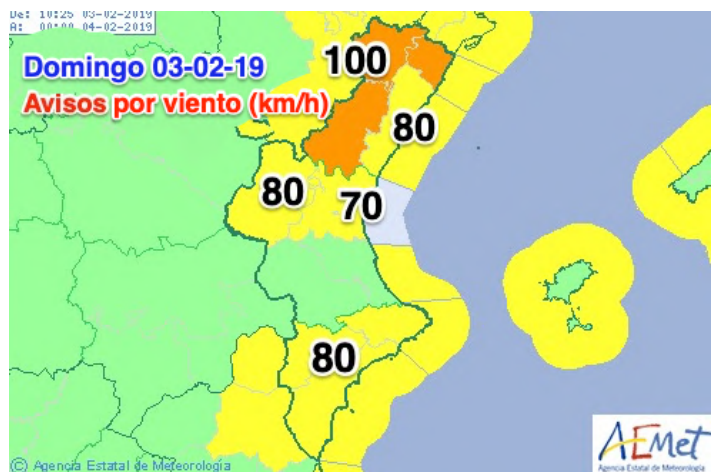 De: 10:25 03-02-2019
A: 00:00 04-02-2019
Domingo 03-02-19
Avisos por viento (km/h)
100
80
80
70
80
AEMet
Agencia Estatal de Meteorología
© Agencia Estatal de Meteorología